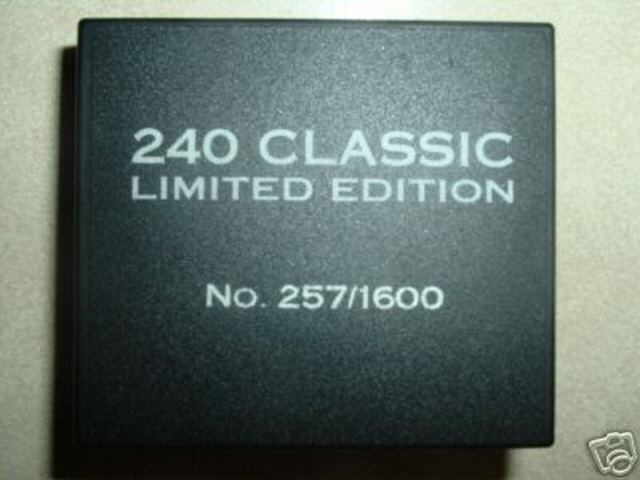 240 CLASSIC
LIMITED EDITION
No. 257/1600